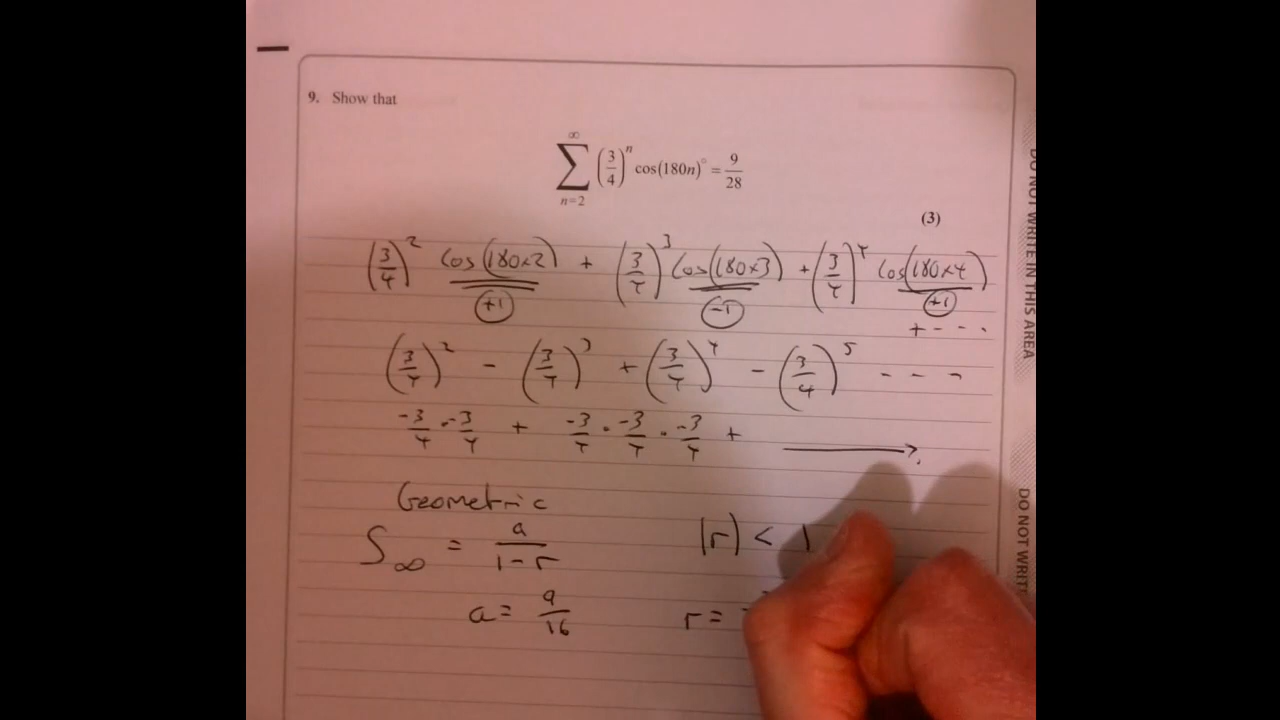 9. Show that
∞
∑ (3/4)^n cos(180n)° = 9/28
n=2
(3)
(3/4)^2 cos(180×2) + (3/4)^3 cos(180×3) + (3/4)^4 cos(180×4)
+1 -1 +1
+ - - - .
(3/4)^2 - (3/4)^3 + (3/4)^4 - (3/4)^5 - - -
-3/4 . -3/4 + -3/4 . -3/4 . -3/4 +
Geometric
S∞ = a/(1-r) |r| < 1
a = 9/16 r = -
DO NOT WRITE IN THIS AREA
DO NOT WRIT